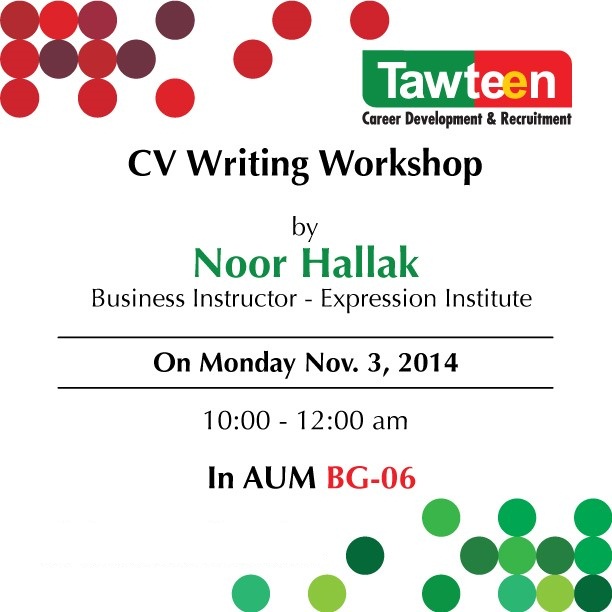 Tawteen
Career Development & Recruitment
CV Writing Workshop
by
Noor Hallak
Business Instructor - Expression Institute
On Monday Nov. 3, 2014
10:00 - 12:00 am
In AUM BG-06